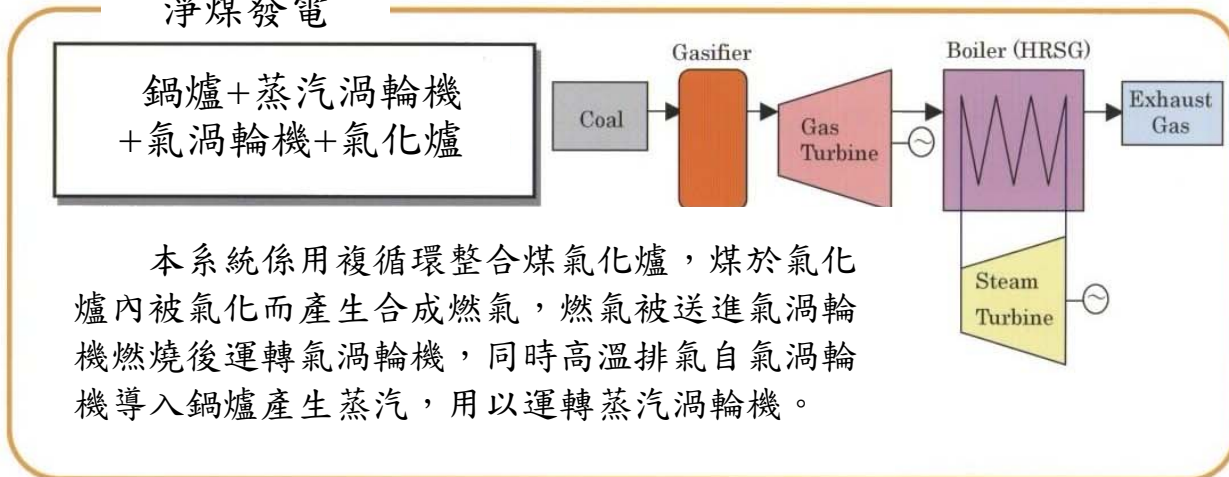 淨煤發電
鍋爐+蒸汽渦輪機
+氣渦輪機+氣化爐
Coal
Gasifier
Gas
Turbine
~
Boiler (HRSG)
Exhaust
Gas
Steam
Turbine
~
本系統係用複循環整合煤氣化爐，煤於氣化
爐內被氣化而產生合成燃氣，燃氣被送進氣渦輪
機燃燒後運轉氣渦輪機，同時高溫排氣自氣渦輪
機導入鍋爐產生蒸汽，用以運轉蒸汽渦輪機。